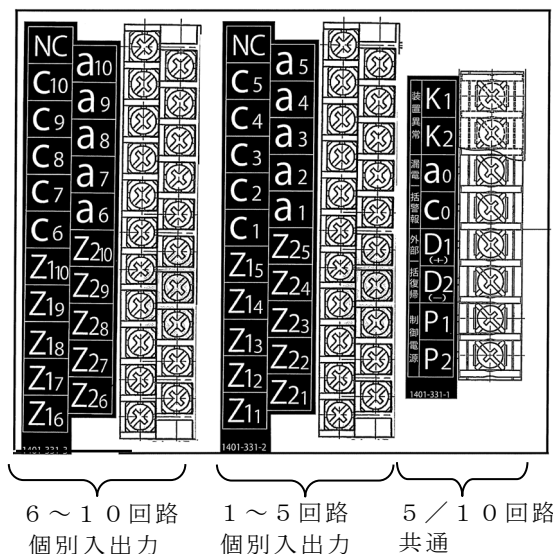 NC
C10
C9
C8
C7
C6
Z110
Z19
Z18
Z17
Z16
a10
a9
a8
a7
a6
Z210
Z29
Z28
Z27
Z26
1401-331-3
NC
C5
C4
C3
C2
C1
Z15
Z14
Z13
Z12
Z11
a5
a4
a3
a2
a1
Z25
Z24
Z23
Z22
Z21
1401-331-2
装置異常
漏電一括警報
外部一括復帰
制御電源
K1
K2
a0
C0
D1
(+)
D2
(−)
P1
P2
1401-331-1
6～10回路
個別入出力
1～5回路
個別入出力
5／10回路
共通